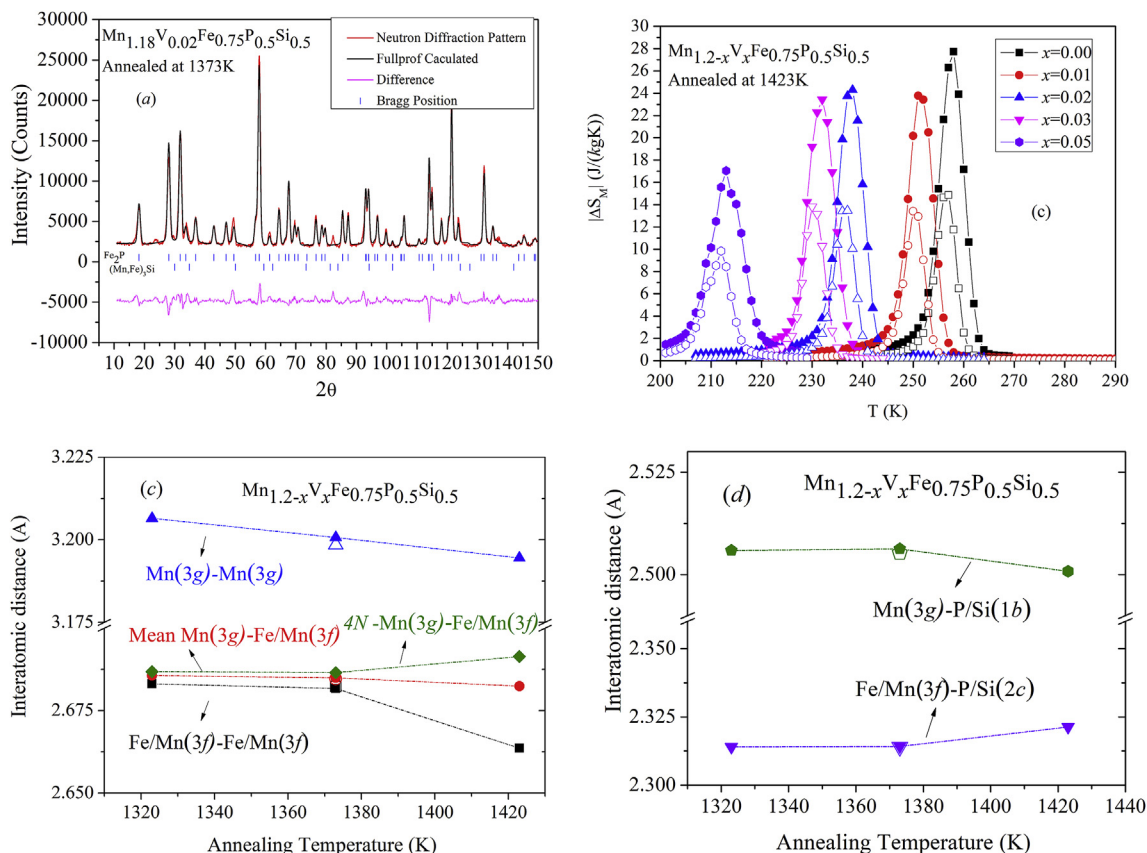 Mn1.18V0.02Fe0.75P0.5Si0.5
Annealed at 1373K
(a)
Neutron Diffraction Pattern
Fullprof Caculated
Difference
Bragg Position
Intensity (Counts)
30000
25000
20000
15000
10000
5000
0
-5000
-10000
Fe2P
(Mn,Fe)3Si
10 20 30 40 50 60 70 80 90 100 110 120 130 140 150
2θ
Mn1.2-xVxFe0.75P0.5Si0.5
Annealed at 1423K
(c)
x=0.00
x=0.01
x=0.02
x=0.03
x=0.05
|ΔSM| (J/(kgK))
30
28
26
24
22
20
18
16
14
12
10
8
6
4
2
0
200 210 220 230 240 250 260 270 280 290
T (K)
(c)
Mn1.2-xVxFe0.75P0.5Si0.5
Interatomic distance (A)
3.225
3.200
3.175
2.675
2.650
Mn(3g)-Mn(3g)
Mean Mn(3g)-Fe/Mn(3f)
4N -Mn(3g)-Fe/Mn(3f)
Fe/Mn(3f)-Fe/Mn(3f)
1320 1340 1360 1380 1400 1420
Annealing Temperature (K)
(d)
Mn1.2-xVxFe0.75P0.5Si0.5
Interatomic distance (A)
2.525
2.500
2.325
2.300
Mn(3g)-P/Si(1b)
Fe/Mn(3f)-P/Si(2c)
1320 1340 1360 1380 1400 1420 1440
Annealing Temperature (K)